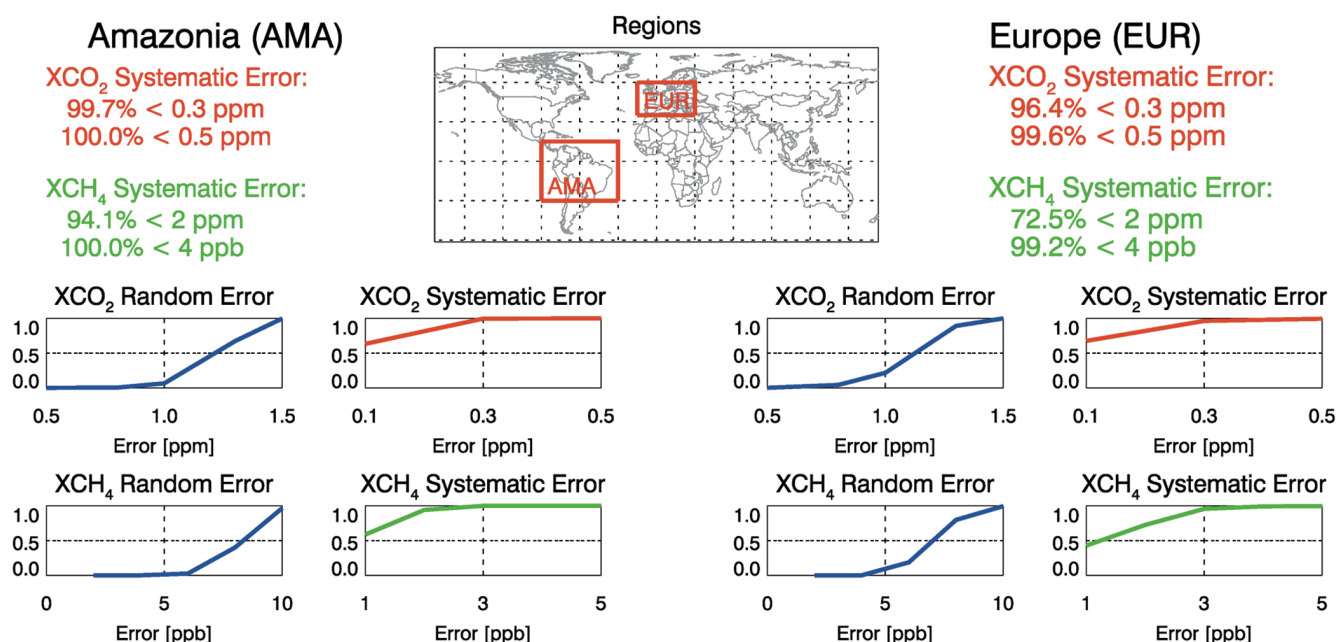 Amazonia (AMA)
XCO₂ Systematic Error:
99.7% < 0.3 ppm
100.0% < 0.5 ppm
XCH₄ Systematic Error:
94.1% < 2 ppm
100.0% < 4 ppb
Regions
EUR
AMA
Europe (EUR)
XCO₂ Systematic Error:
96.4% < 0.3 ppm
99.6% < 0.5 ppm
XCH₄ Systematic Error:
72.5% < 2 ppm
99.2% < 4 ppb
XCO₂ Random Error
1.0
0.5
0.0
0.5 1.0 1.5
Error [ppm]
XCO₂ Systematic Error
1.0
0.5
0.0
0.1 0.3 0.5
Error [ppm]
XCO₂ Random Error
1.0
0.5
0.0
0.5 1.0 1.5
Error [ppm]
XCO₂ Systematic Error
1.0
0.5
0.0
0.1 0.3 0.5
Error [ppm]
XCH₄ Random Error
1.0
0.5
0.0
0 5 10
Error [ppb]
XCH₄ Systematic Error
1.0
0.5
0.0
1 3 5
Error [ppb]
XCH₄ Random Error
1.0
0.5
0.0
0 5 10
Error [ppb]
XCH₄ Systematic Error
1.0
0.5
0.0
1 3 5
Error [ppb]